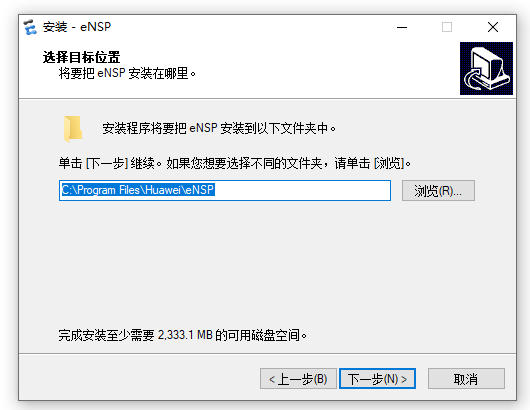 安装 - eNSP
选择目标位置
将要把 eNSP 安装在哪里。
安装程序将要把 eNSP 安装到以下文件夹中。
单击 [下一步] 继续。如果您想要选择不同的文件夹，请单击 [浏览]。
C:\Program Files\Huawei\eNSP
浏览(R)...
完成安装至少需要 2,333.1 MB 的可用磁盘空间。
< 上一步(B)
下一步(N) >
取消